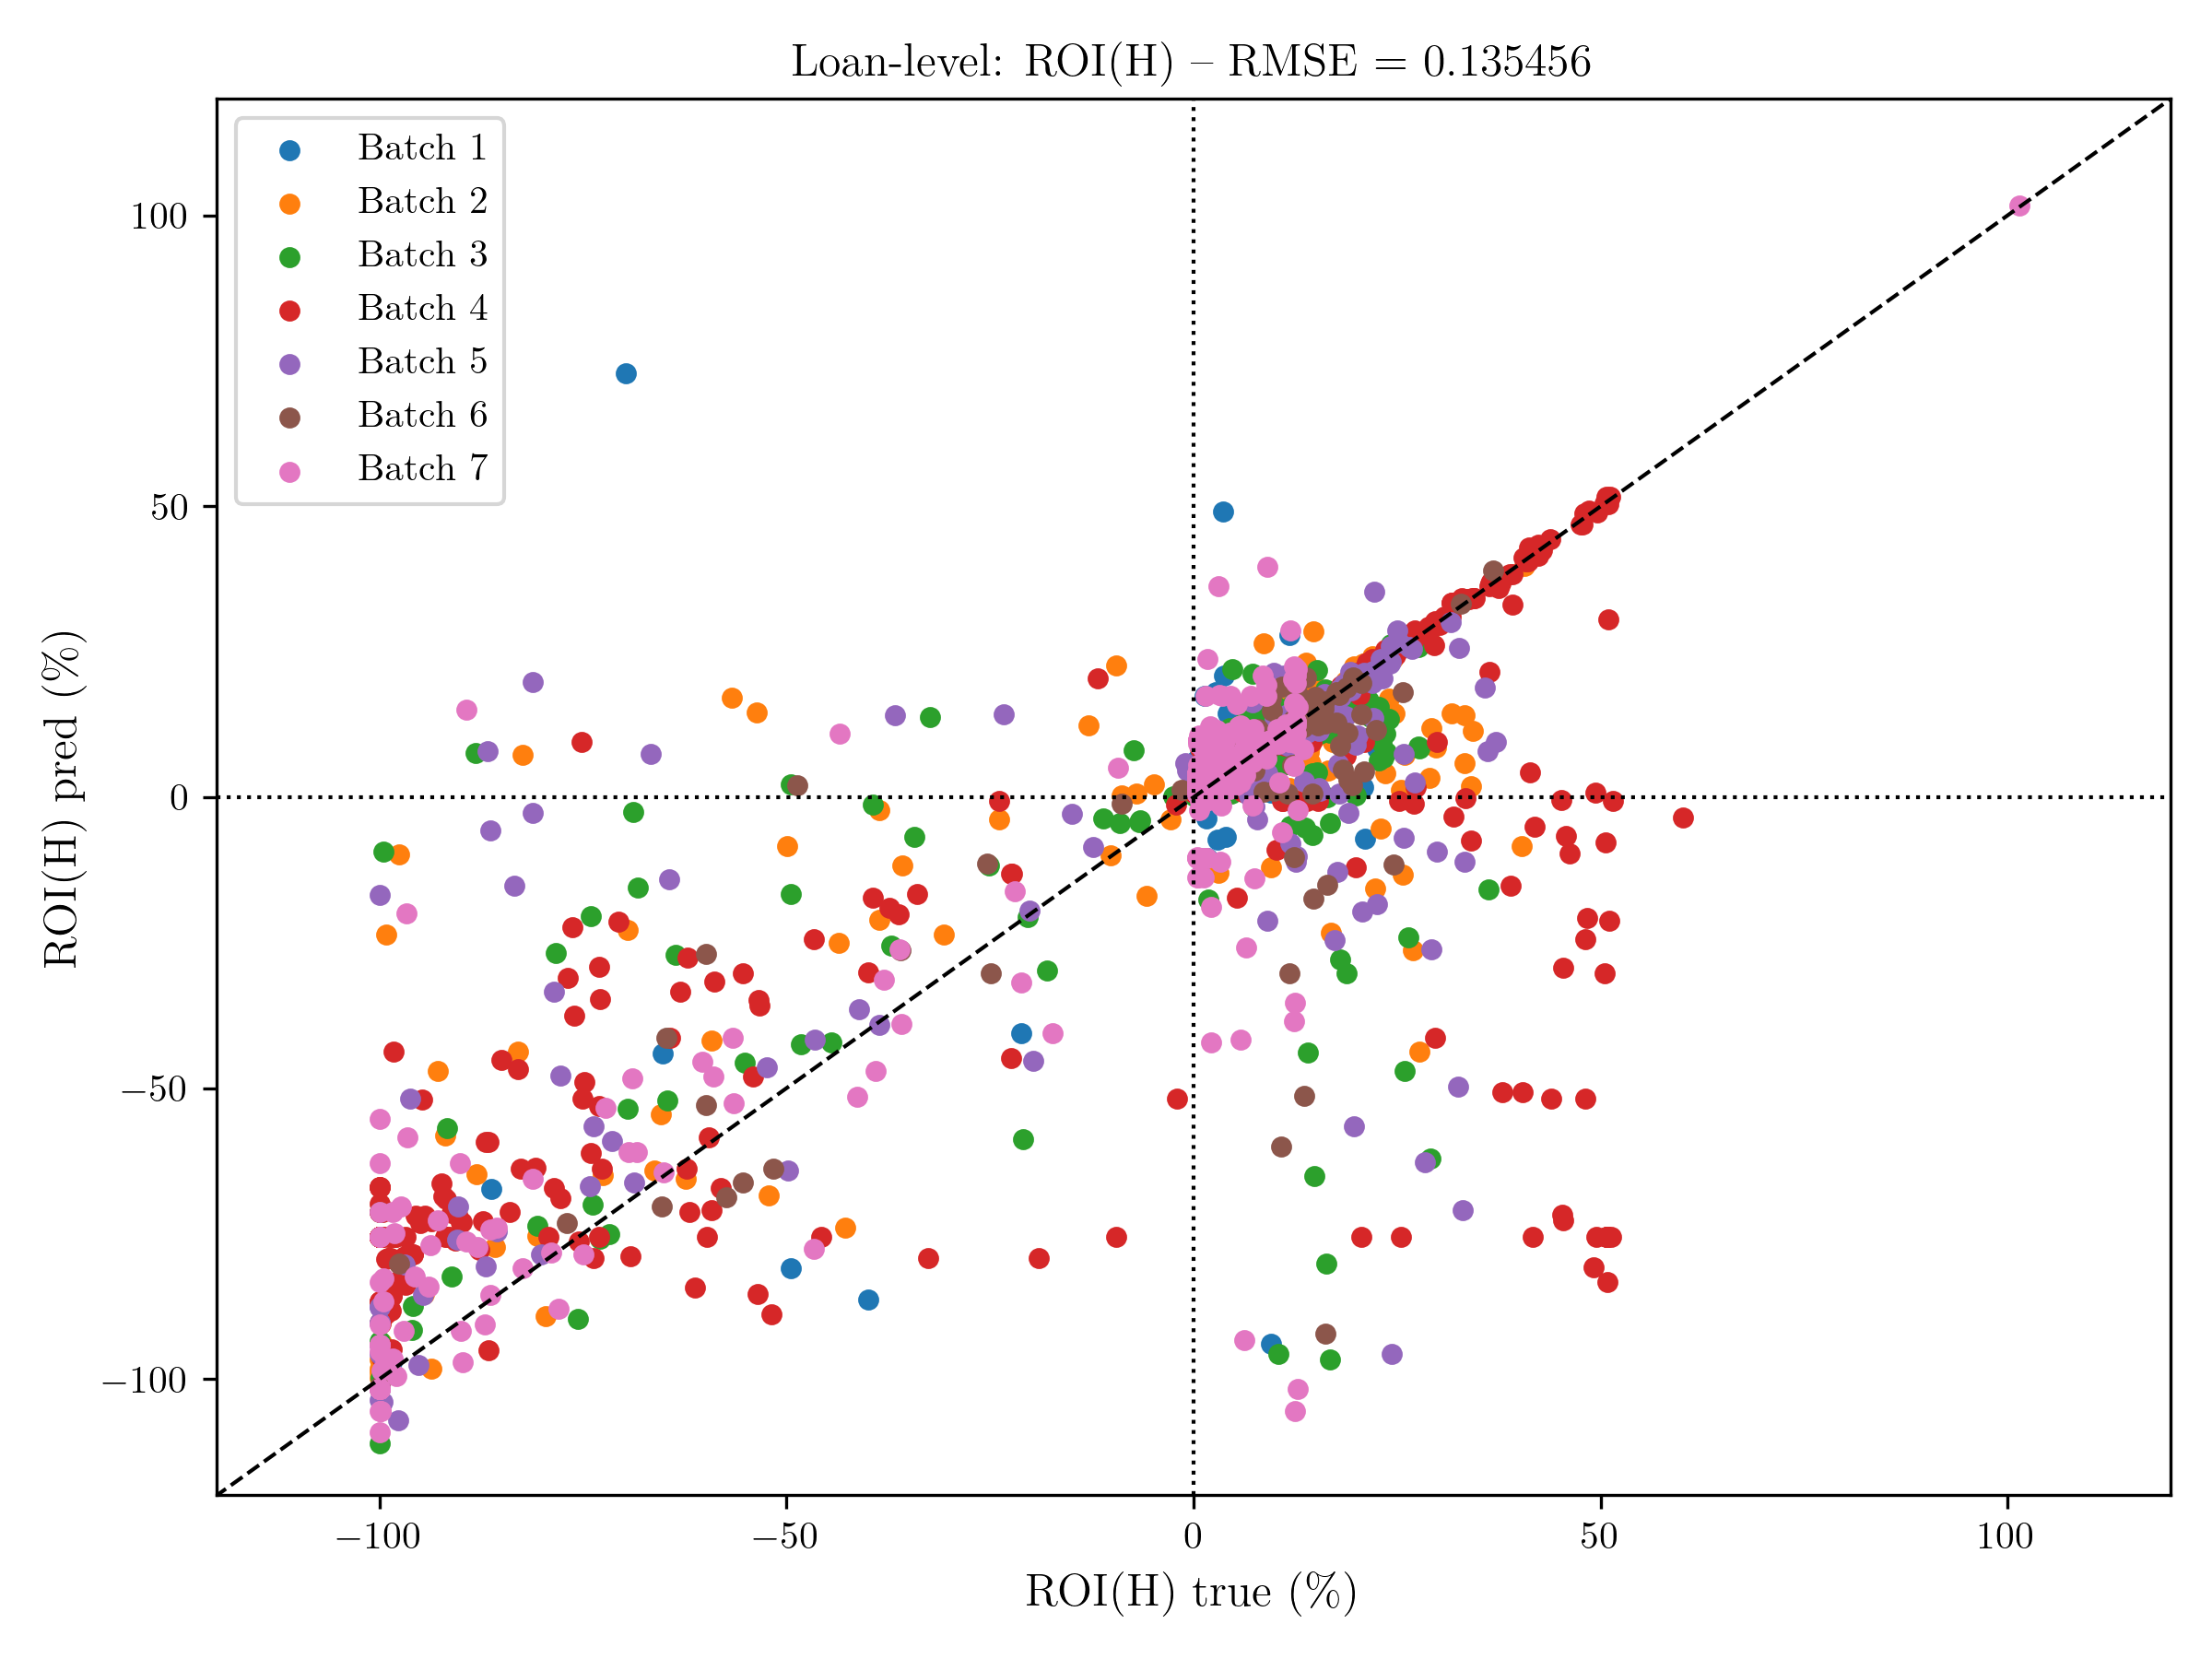 Loan-level: ROI(H) – RMSE = 0.135456
Batch 1
Batch 2
Batch 3
Batch 4
Batch 5
Batch 6
Batch 7
ROI(H) pred (%)
100
50
0
−50
−100
−100
−50
0
50
100
ROI(H) true (%)